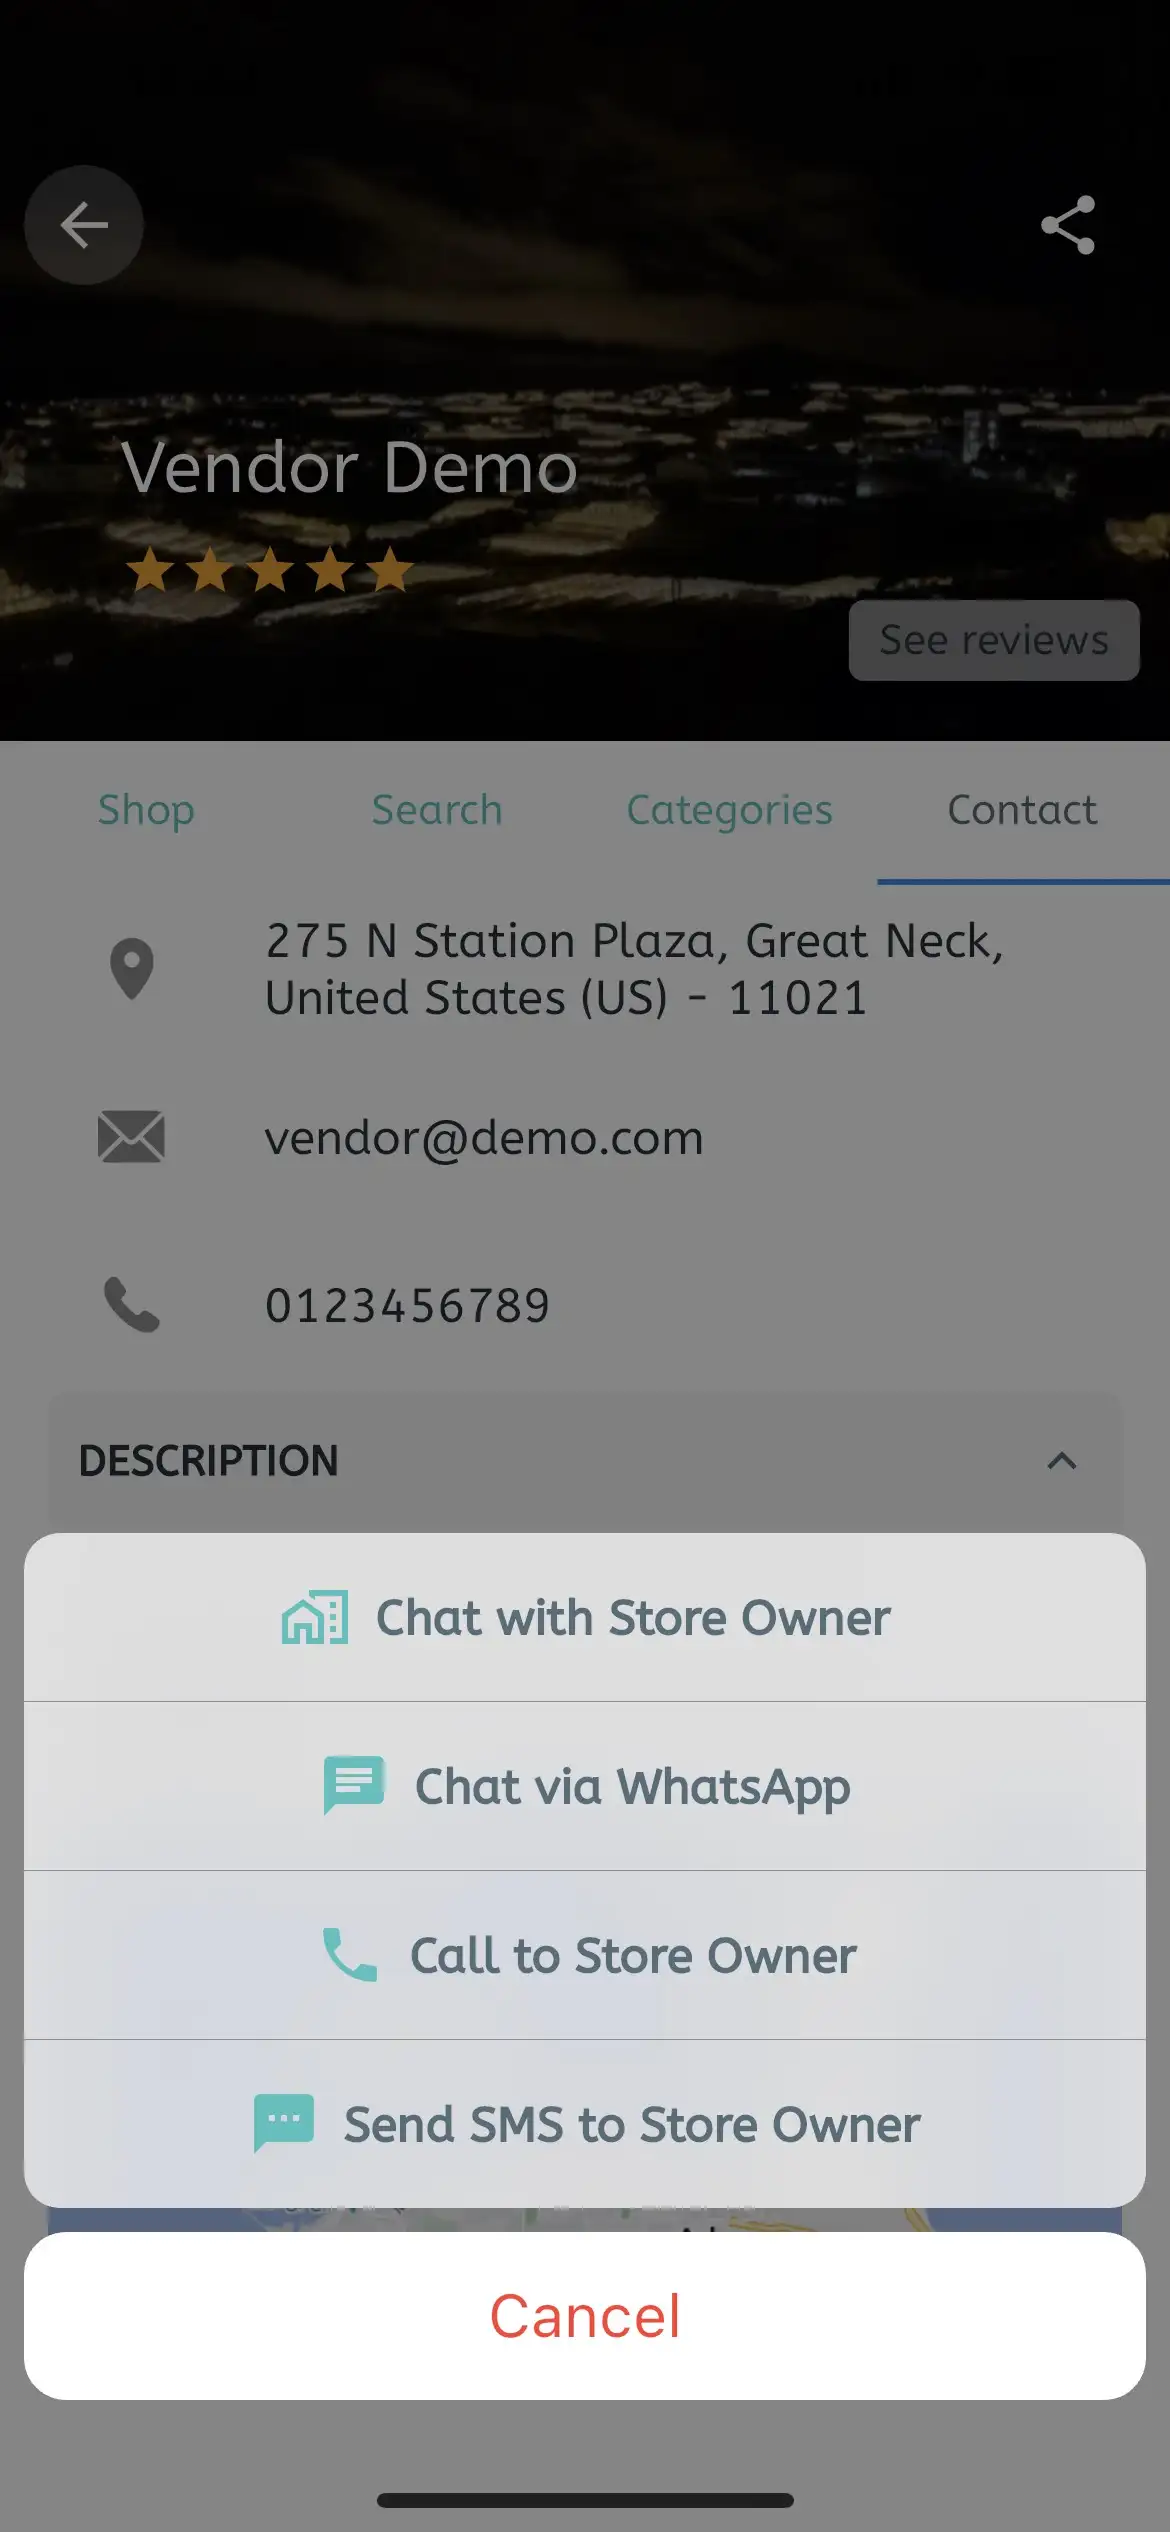 Vendor Demo
See reviews
Shop
Search
Categories
Contact
275 N Station Plaza, Great Neck,
United States (US) - 11021
vendor@demo.com
0123456789
DESCRIPTION
Chat with Store Owner
Chat via WhatsApp
Call to Store Owner
Send SMS to Store Owner
Cancel